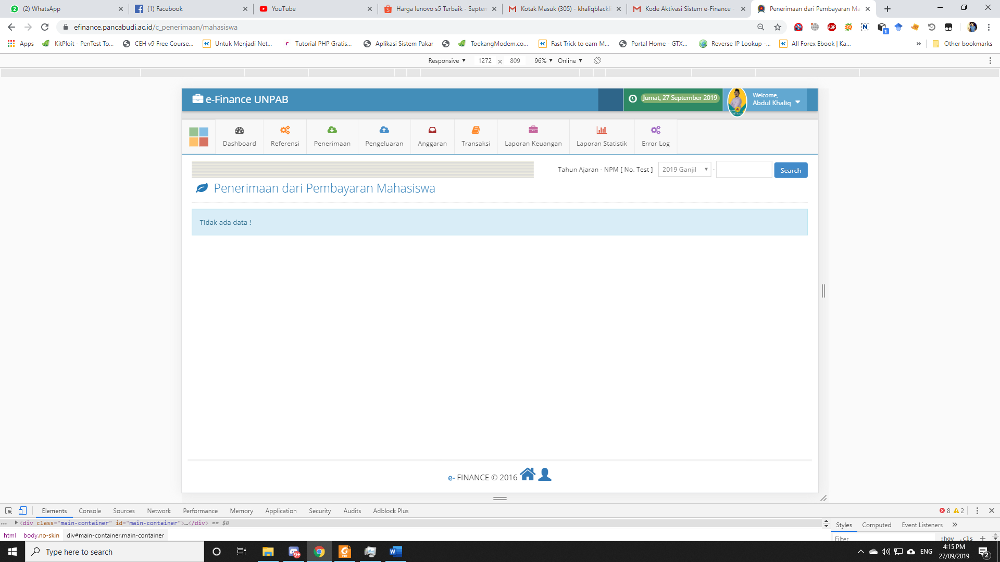 (2) WhatsApp
(1) Facebook
YouTube
Harga lenovo s5 Terbaik - Septen
Kotak Masuk (305) - khaliqblackli
Kode Aktivasi Sistem e-Finance -
Penerimaan dari Pembayaran Ma
efinance.pancabudi.ac.id/c_penerimaan/mahasiswa
ABP
1
Apps
KitPloit - PenTest To...
CEH v9 Free Course...
Untuk Menjadi Net...
Tutorial PHP Gratis...
Aplikasi Sistem Pakar
ToekangModem.co...
Fast Trick to earn M...
Portal Home - GTX...
Reverse IP Lookup -...
All Forex Ebook | Ka...
»
Other bookmarks
Responsive ▼ 1272 × 809 96% ▼ Online ▼
e-Finance UNPAB
Jumat, 27 September 2019
Welcome,
Abdul Khaliq
Dashboard
Referensi
Penerimaan
Pengeluaran
Anggaran
Transaksi
Laporan Keuangan
Laporan Statistik
Error Log
Tahun Ajaran - NPM [ No. Test ] 2019 Ganjil - Search
Penerimaan dari Pembayaran Mahasiswa
Tidak ada data !
e- FINANCE © 2016
Elements Console Sources Network Performance Memory Application Security Audits Adblock Plus
8 2
... <div class="main-container" id="main-container">…</div> == $0
Styles Computed Event Listeners »
html body.no-skin div#main-container.main-container
Filter :hov .cls +
Type here to search
9+
ENG
4:15 PM
27/09/2019
2